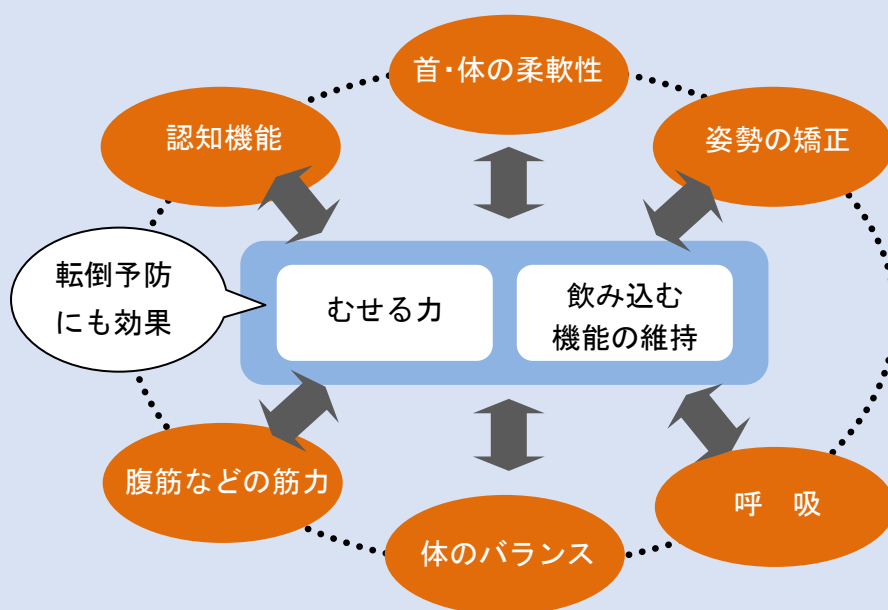 首・体の柔軟性
認知機能
姿勢の矯正
転倒予防
にも効果
むせる力
飲み込む
機能の維持
腹筋などの筋力
呼　吸
体のバランス